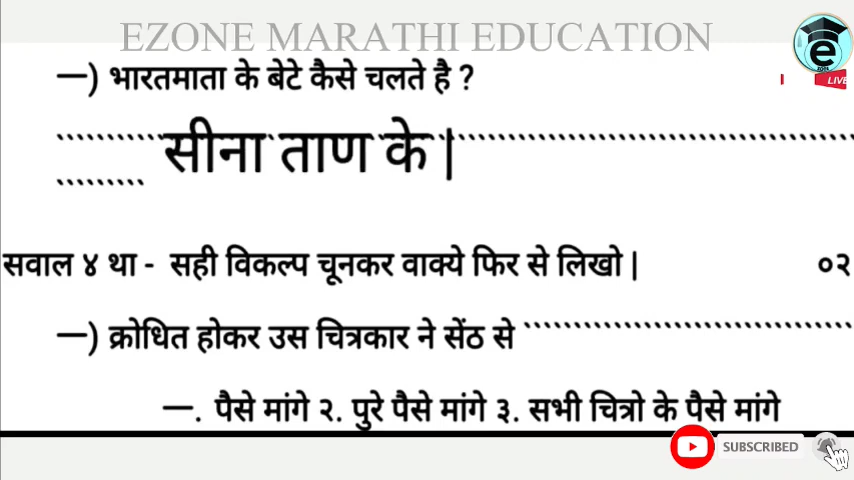 EZONE MARATHI EDUCATION
e
EZONE
LIVE
—) भारतमाता के बेटे कैसे चलते है ?
सीना ताण के |
सवाल ४ था - सही विकल्प चूनकर वाक्ये फिर से लिखो | ०२
—) क्रोधित होकर उस चित्रकार ने सेंठ से
—. पैसे मांगे २. पुरे पैसे मांगे ३. सभी चित्रो के पैसे मांगे
SUBSCRIBED